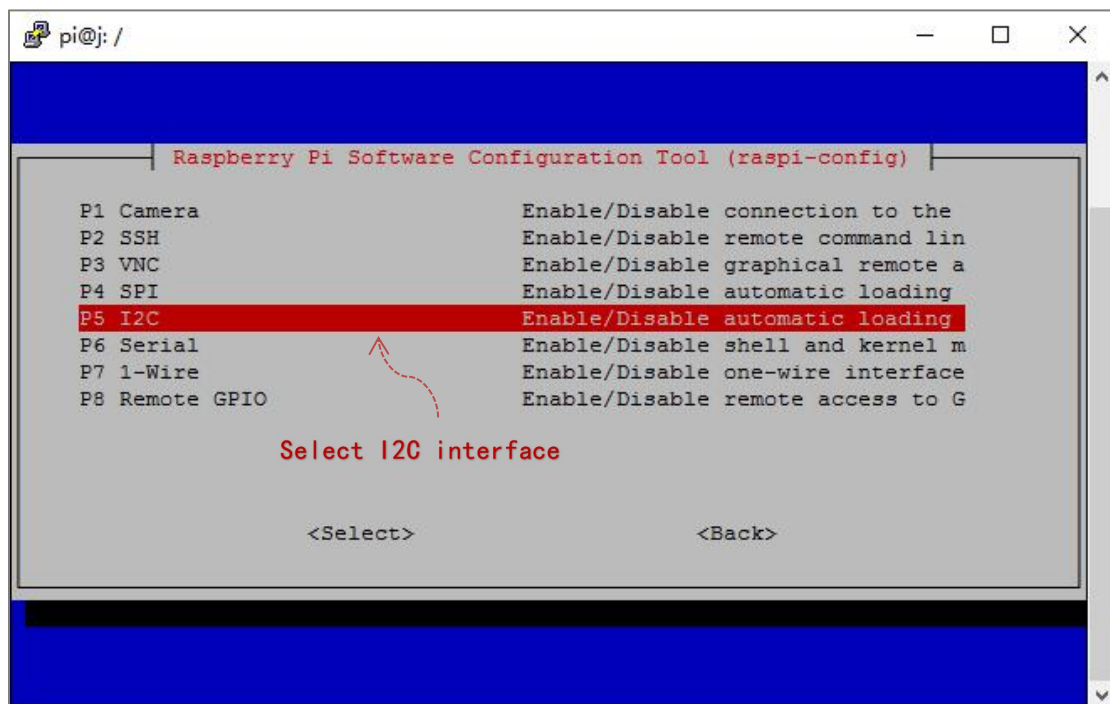 pi@j: /
Raspberry Pi Software Configuration Tool (raspi-config)
P1 Camera Enable/Disable connection to the
P2 SSH Enable/Disable remote command lin
P3 VNC Enable/Disable graphical remote a
P4 SPI Enable/Disable automatic loading
P5 I2C Enable/Disable automatic loading
P6 Serial Enable/Disable shell and kernel m
P7 1-Wire Enable/Disable one-wire interface
P8 Remote GPIO Enable/Disable remote access to G
Select I2C interface
<Select> <Back>